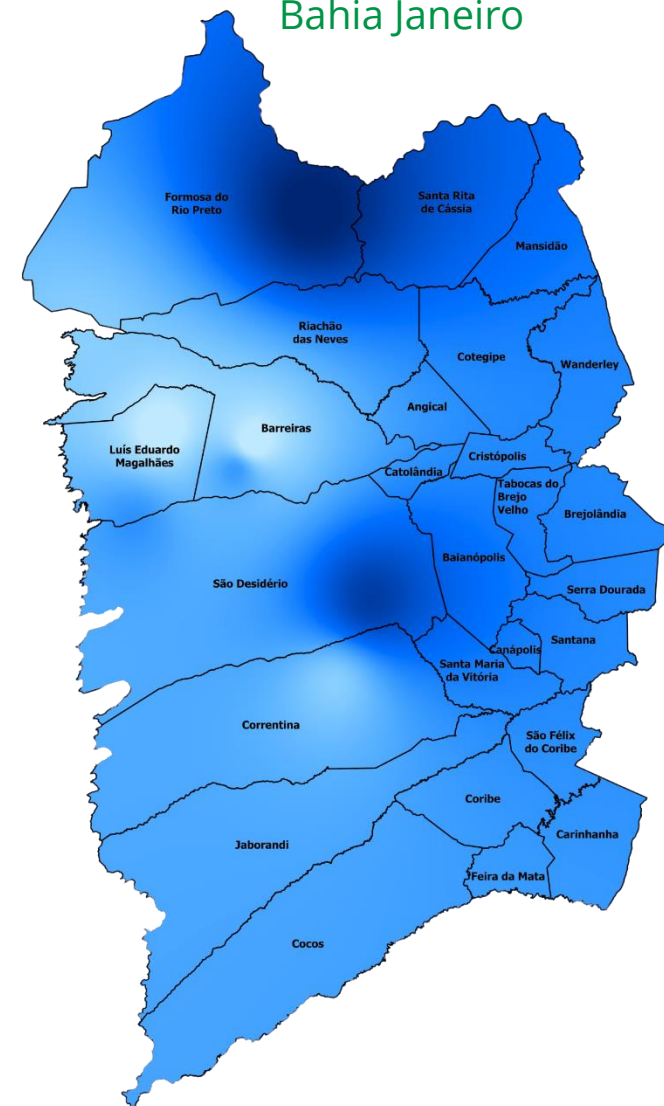 Bahia Janeiro
Formosa do
Rio Preto
Santa Rita
de Cássia
Mansidão
Riachão
das Neves
Cotegipe
Wanderley
Angical
Barreiras
Luís Eduardo
Magalhães
Cristópolis
Catolândia
Tabocas do
Brejo
Velho
Brejolândia
Baianópolis
São Desidério
Serra Dourada
Santana
Canápolis
Santa Maria
da Vitória
Correntina
São Félix
do Coribe
Coribe
Carinhanha
Jaborandi
Feira da Mata
Cocos